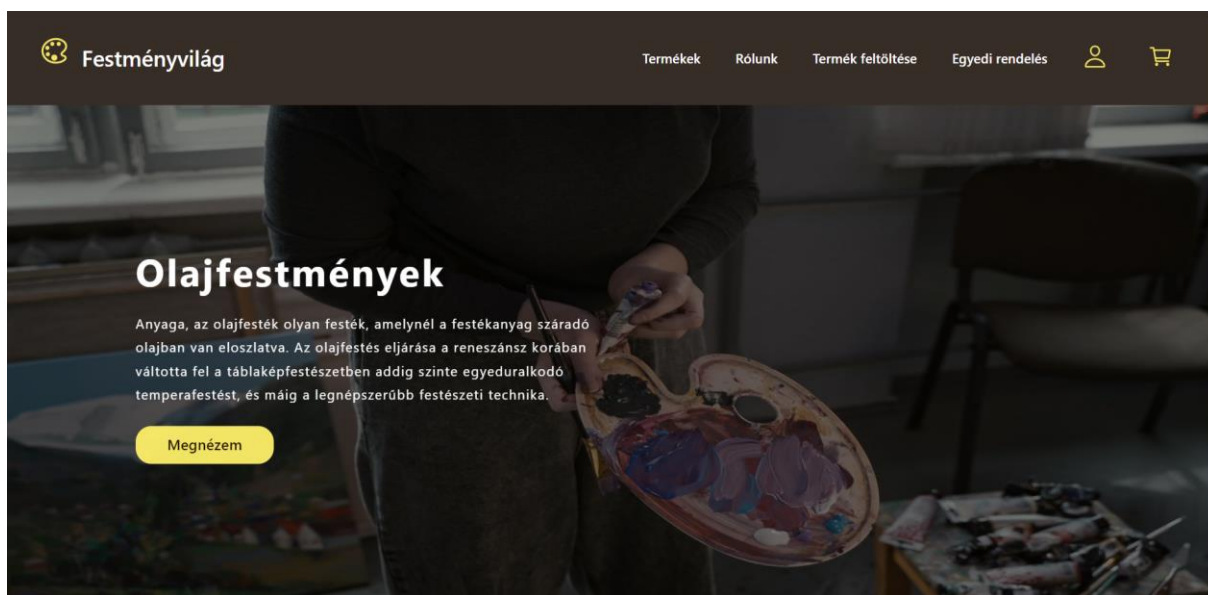 Festményvilág
Termékek
Rólunk
Termék feltöltése
Egyedi rendelés
Olajfestmények
Anyaga, az olajfesték olyan festék, amelynél a festékanyag száradó
olajban van eloszlatva. Az olajfestés eljárása a reneszánsz korában
váltotta fel a táblaképfestészetben addig szinte egyeduralkodó
temperafestést, és máig a legnépszerűbb festészeti technika.
Megnézem